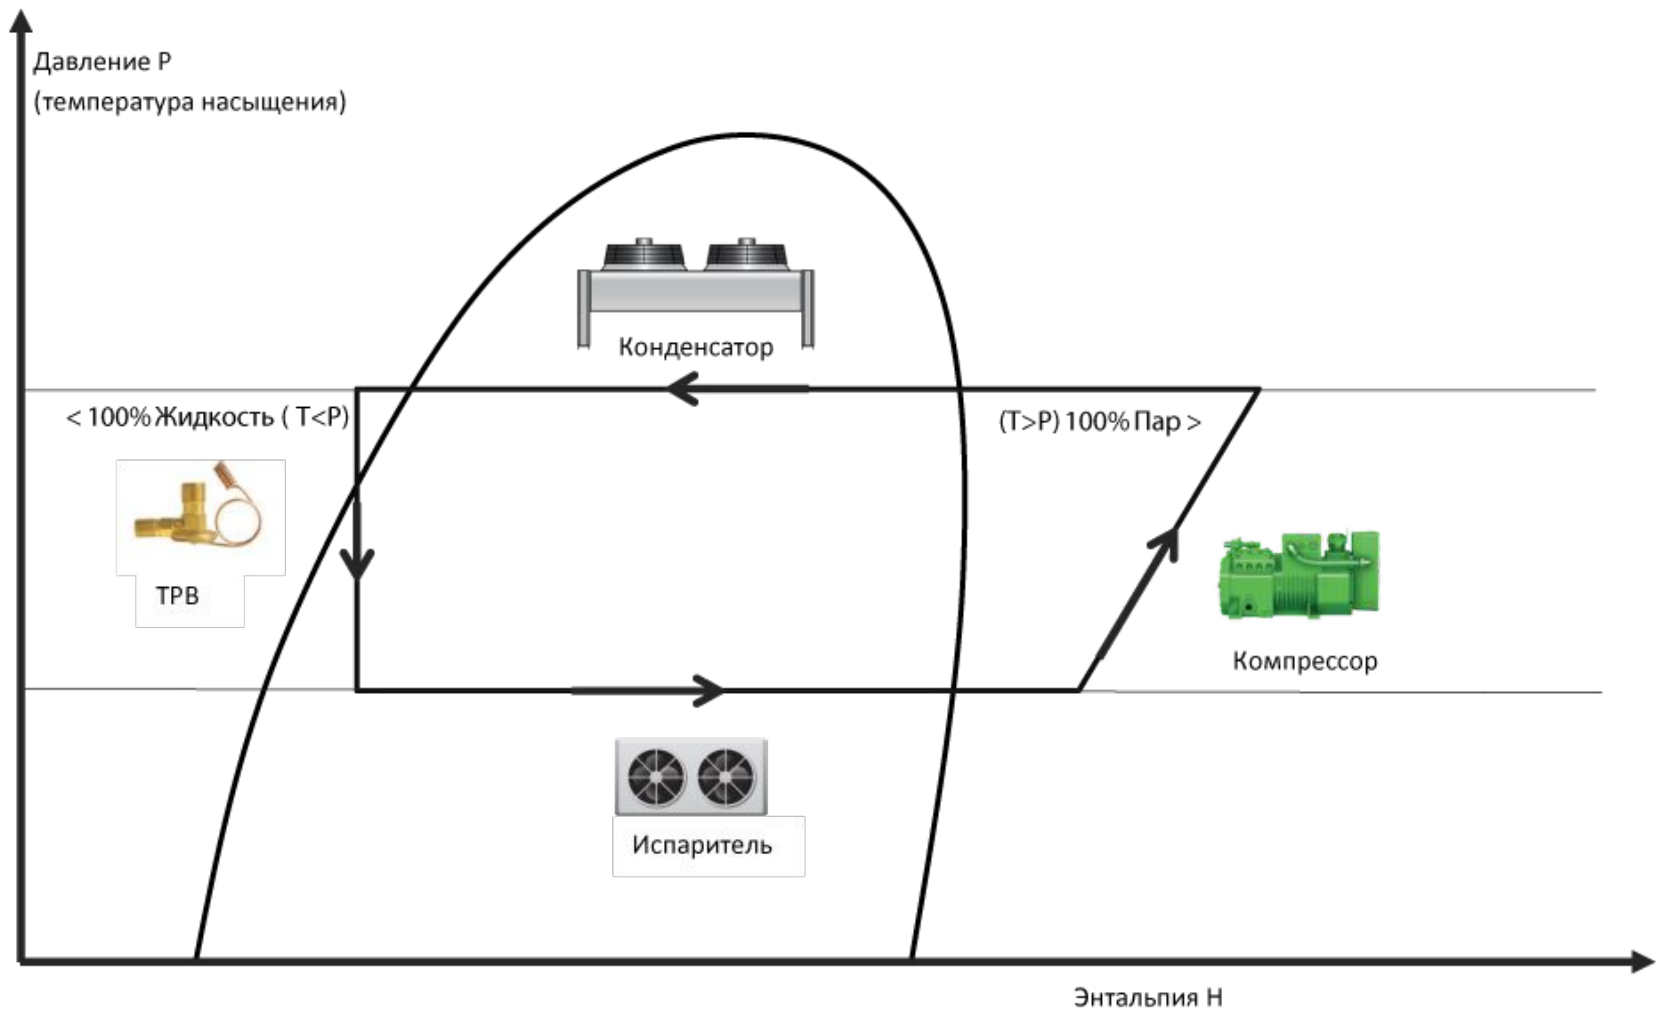 Давление P
(температура насыщения)
Конденсатор
< 100% Жидкость ( T<P)
(T>P) 100% Пар >
ТРВ
Компрессор
Испаритель
Энтальпия H